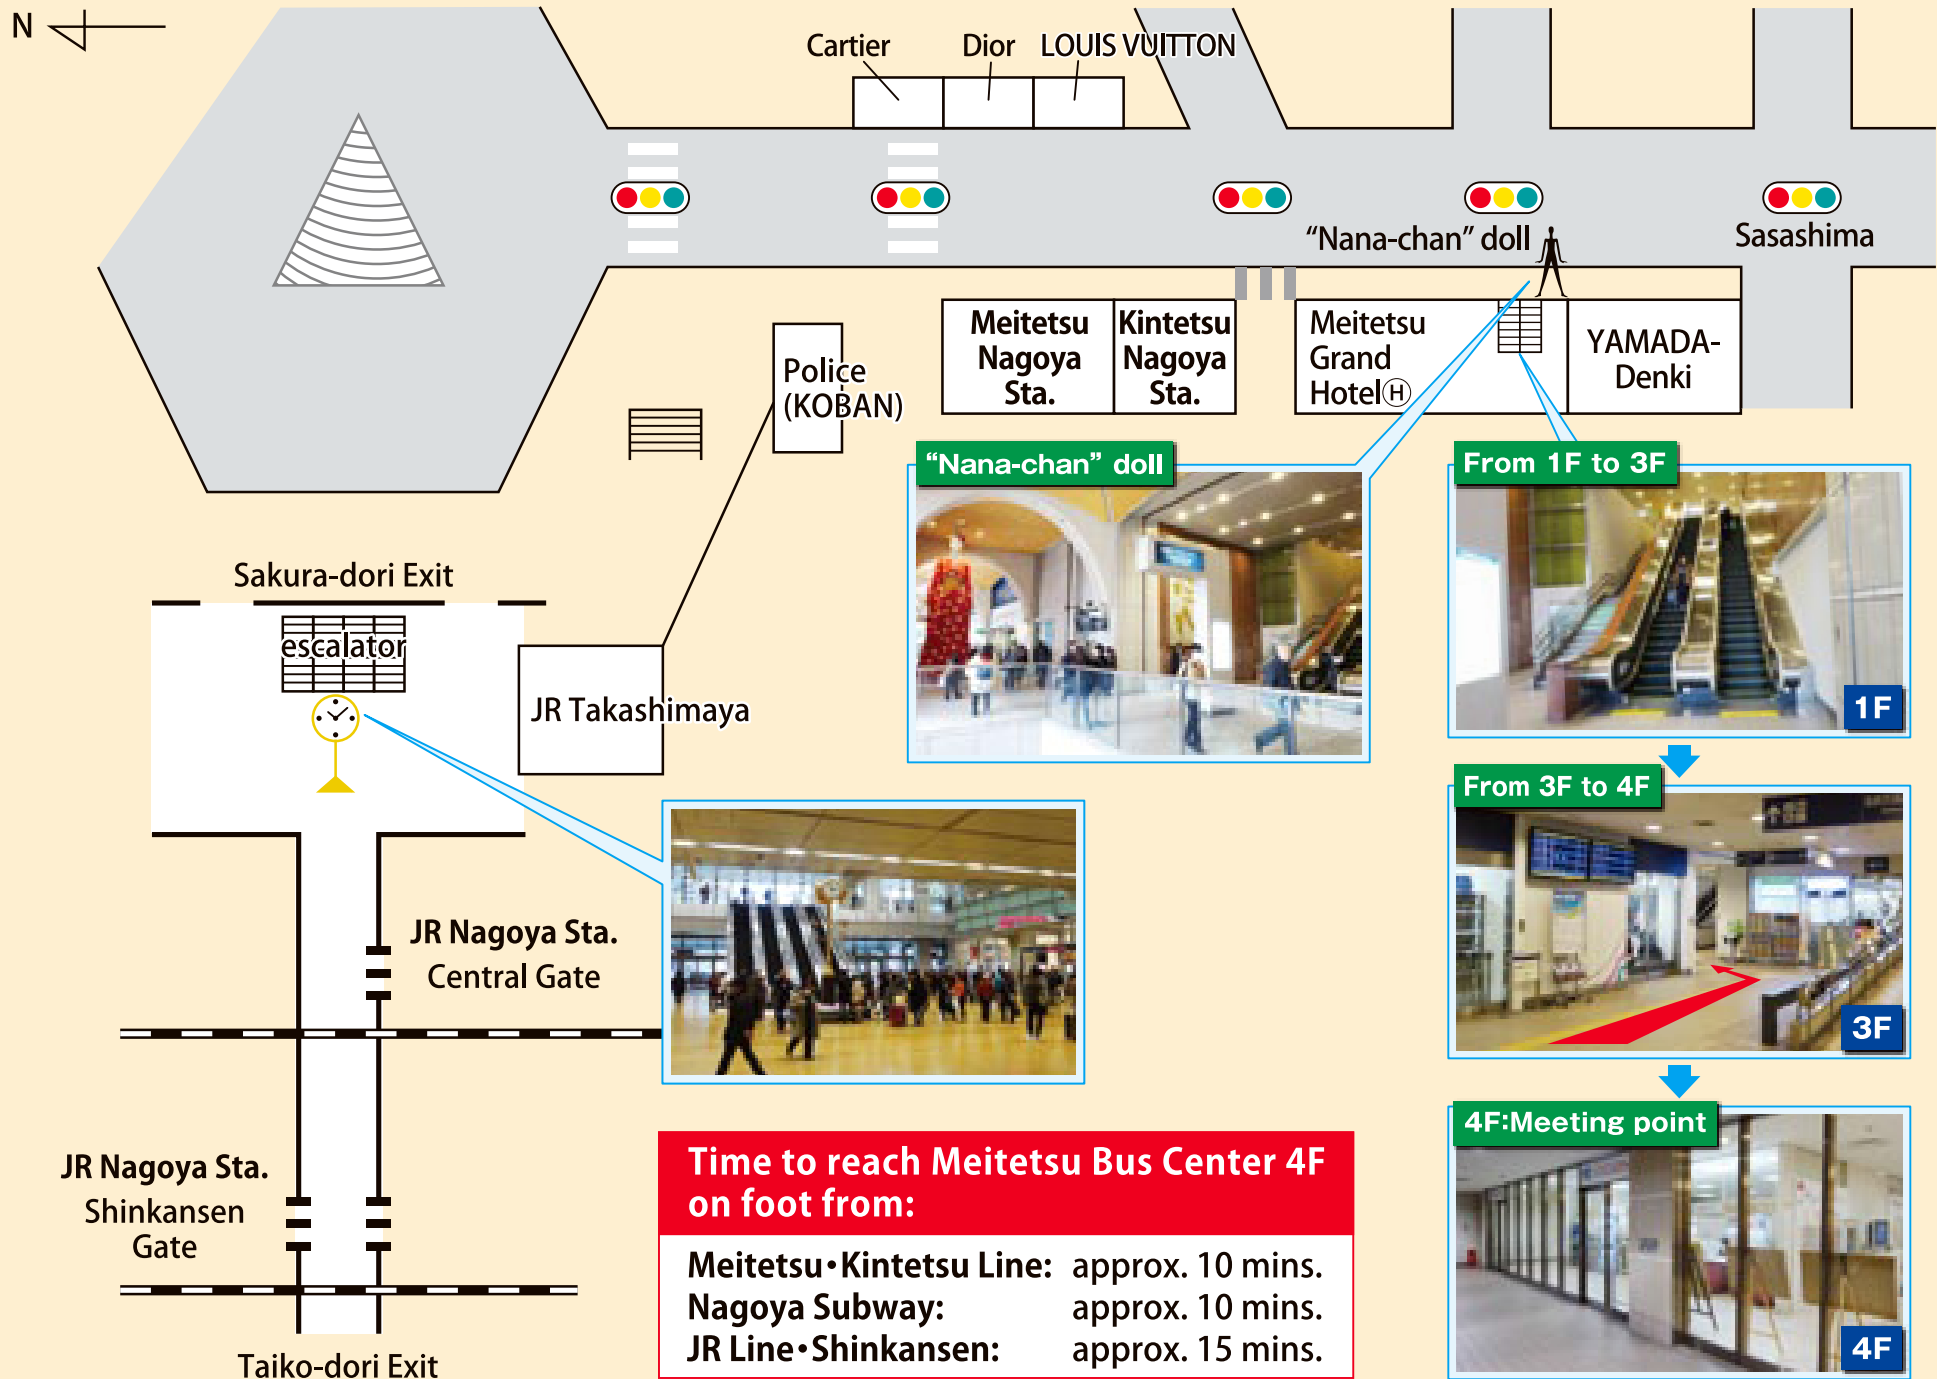 N
Cartier
Dior
LOUIS VUITTON
"Nana-chan" doll
Sasashima
Meitetsu
Nagoya
Sta.
Kintetsu
Nagoya
Sta.
Meitetsu
Grand
HotelⒽ
YAMADA-
Denki
Police
(KOBAN)
"Nana-chan" doll
From 1F to 3F
1F
Sakura-dori Exit
escalator
JR Takashimaya
From 3F to 4F
3F
JR Nagoya Sta.
Central Gate
4F:Meeting point
4F
JR Nagoya Sta.
Shinkansen
Gate
Taiko-dori Exit
Time to reach Meitetsu Bus Center 4F
on foot from:
Meitetsu・Kintetsu Line: approx. 10 mins.
Nagoya Subway: approx. 10 mins.
JR Line・Shinkansen: approx. 15 mins.